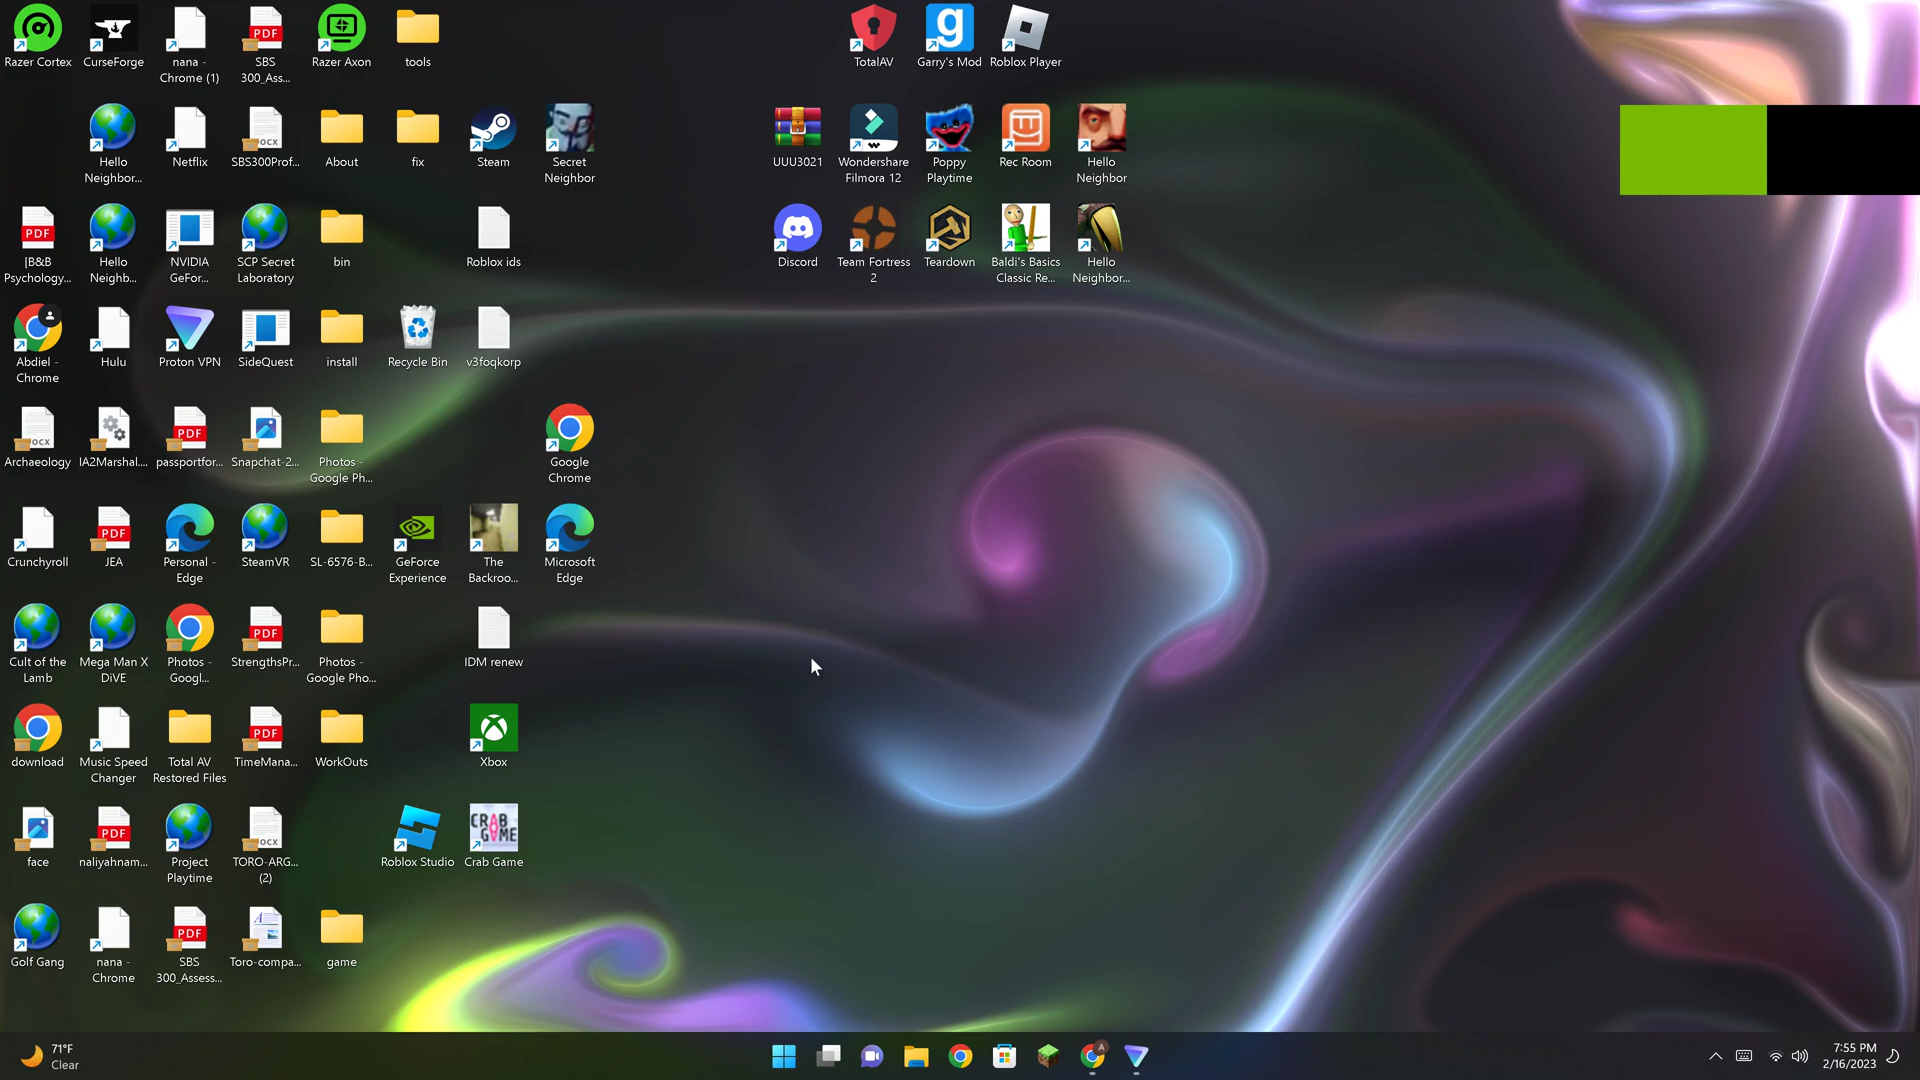 Razer Cortex
CurseForge
nana -
Chrome (1)
SBS
300_Ass...
Razer Axon
tools
TotalAV
Garry's Mod
Roblox Player
Hello
Neighbor...
Netflix
SBS300Prof...
About
fix
Steam
Secret
Neighbor
UUU3021
Wondershare
Filmora 12
Poppy
Playtime
Rec Room
Hello
Neighbor
[B&B
Psychology...
Hello
Neighb...
NVIDIA
GeFor...
SCP Secret
Laboratory
bin
Roblox ids
Discord
Team Fortress
2
Teardown
Baldi's Basics
Classic Re...
Hello
Neighbor...
Abdiel -
Chrome
Hulu
Proton VPN
SideQuest
install
Recycle Bin
v3foqkorp
Archaeology
IA2Marshal....
passportfor...
Snapchat-2...
Photos -
Google Ph...
Google
Chrome
Crunchyroll
JEA
Personal -
Edge
SteamVR
SL-6576-B...
GeForce
Experience
The
Backroo...
Microsoft
Edge
Cult of the
Lamb
Mega Man X
DiVE
Photos -
Googl...
StrengthsPr...
Photos -
Google Pho...
IDM renew
download
Music Speed
Changer
Total AV
Restored Files
TimeMana...
WorkOuts
Xbox
face
naliyahnam...
Project
Playtime
TORO-ARG...
(2)
Roblox Studio
CRAB
GAME
Crab Game
Golf Gang
nana -
Chrome
SBS
300_Assess...
Toro-compa...
game
71°F
Clear
7:55 PM
2/16/2023